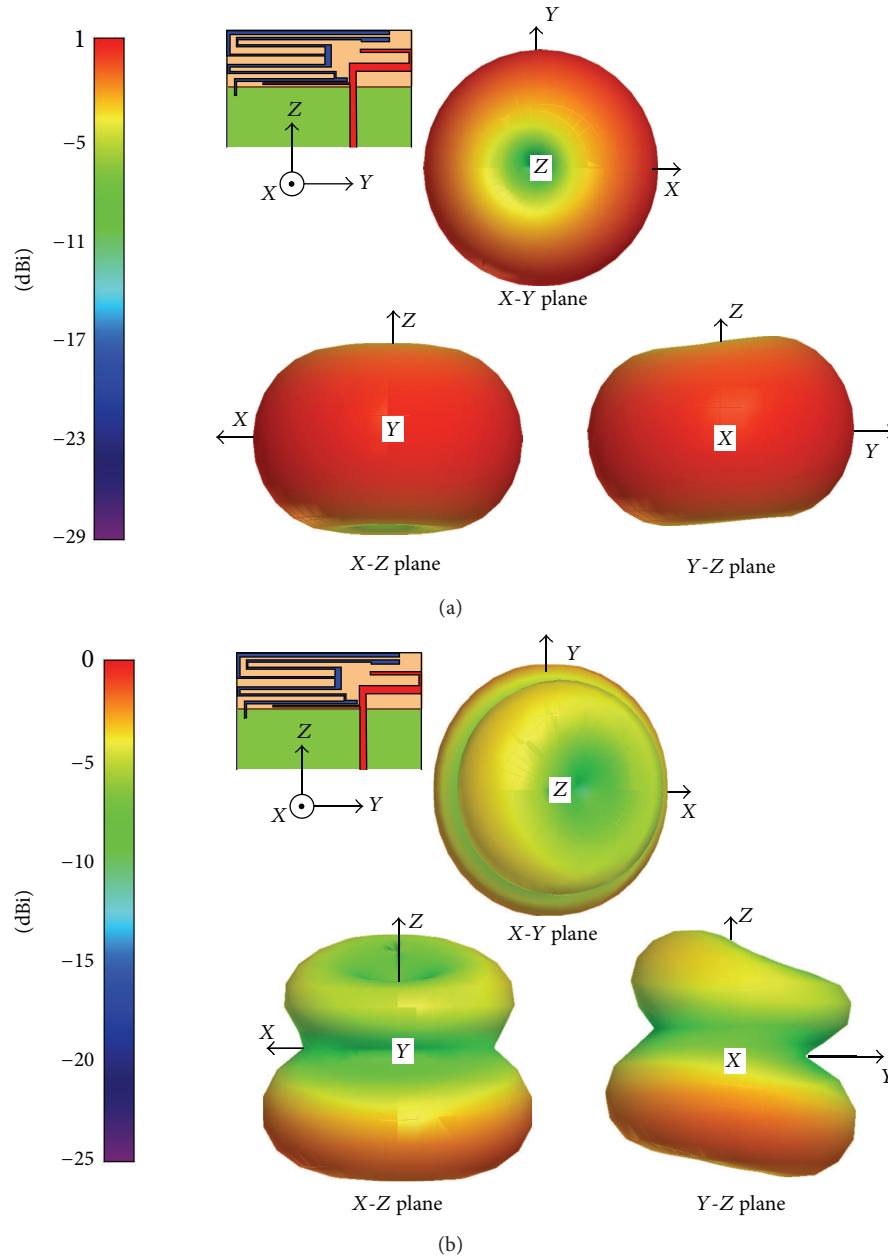 1
−5
−11
−17
−23
−29
(dBi)
Z
X
Y
Y
Z
X
X-Y plane
Z
X
Y
X-Z plane
Z
X
Y
Y-Z plane
(a)
0
−5
−10
−15
−20
−25
(dBi)
Z
X
Y
Y
Z
X
X-Y plane
Z
X
Y
X-Z plane
Z
X
Y
Y-Z plane
(b)